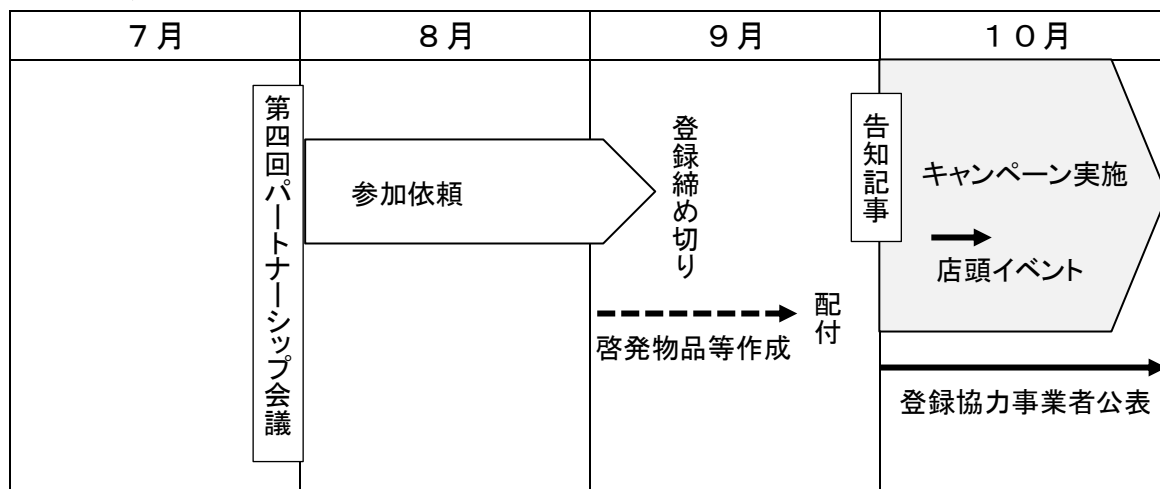 ７月
８月
９月
１０月
第四回パートナーシップ会議
参加依頼
登録締め切り
啓発物品等作成
配付
告知記事
キャンペーン実施
店頭イベント
登録協力事業者公表